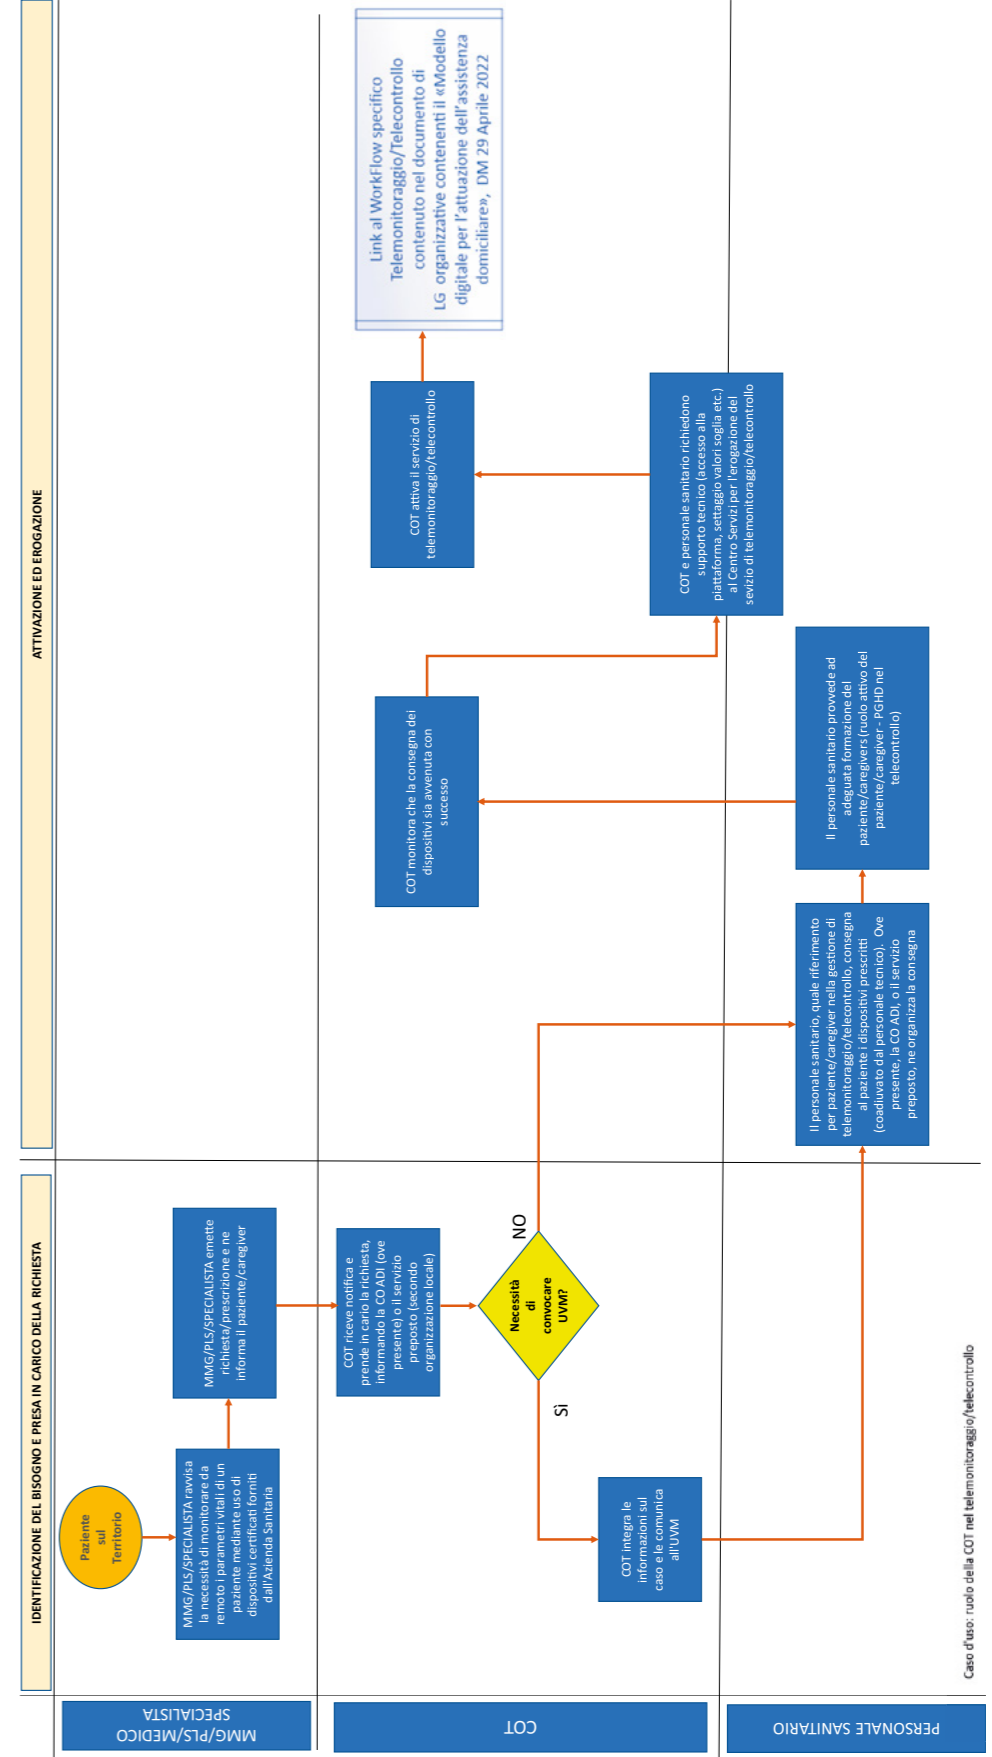 IDENTIFICAZIONE DEL BISOGNO E PRESA IN CARICO DELLA RICHIESTA
ATTIVAZIONE ED EROGAZIONE
MMG/PLS/MEDICO
SPECIALISTA
Paziente
sul
Territorio
MMG/PLS/SPECIALISTA ravvisa
la necessità di monitorare da
remoto i parametri vitali di un
paziente mediante uso di
dispositivi certificati forniti
dall'Azienda Sanitaria
MMG/PLS/SPECIALISTA emette
richiesta/prescrizione e ne
informa il paziente/caregiver
COT
COT riceve notifica e
prende in cario la richiesta,
informando la CO ADI (ove
presente) o il servizio
preposto (secondo
organizzazione locale)
Necessità
di
convocare
UVM?
NO
Sì
COT integra le
informazioni sul
caso e le comunica
all'UVM
COT monitora che la consegna dei
dispositivi sia avvenuta con
successo
COT attiva il servizio di
telemonitoraggio/telecontrollo
Link al WorkFlow specifico
Telemonitoraggio/Telecontrollo
contenuto nel documento di
LG organizzative contenenti il «Modello
digitale per l'attuazione dell'assistenza
domiciliare», DM 29 Aprile 2022
COT e personale sanitario richiedono
supporto tecnico (accesso alla
piattaforma, settaggio valori soglia etc.)
al Centro Servizi per l'erogazione del
sevizio di telemonitoraggio/telecontrollo
PERSONALE SANITARIO
Il personale sanitario, quale riferimento
per paziente/caregiver nella gestione di
telemonitoraggio/telecontrollo, consegna
al paziente i dispositivi prescritti
(coadiuvato dal personale tecnico). Ove
presente, la CO ADI, o il servizio
preposto, ne organizza la consegna
Il personale sanitario provvede ad
adeguata formazione del
paziente/caregivers (ruolo attivo del
paziente/caregiver - PGHD nel
telecontrollo)
Caso d'uso: ruolo della COT nel telemonitoraggio/telecontrollo